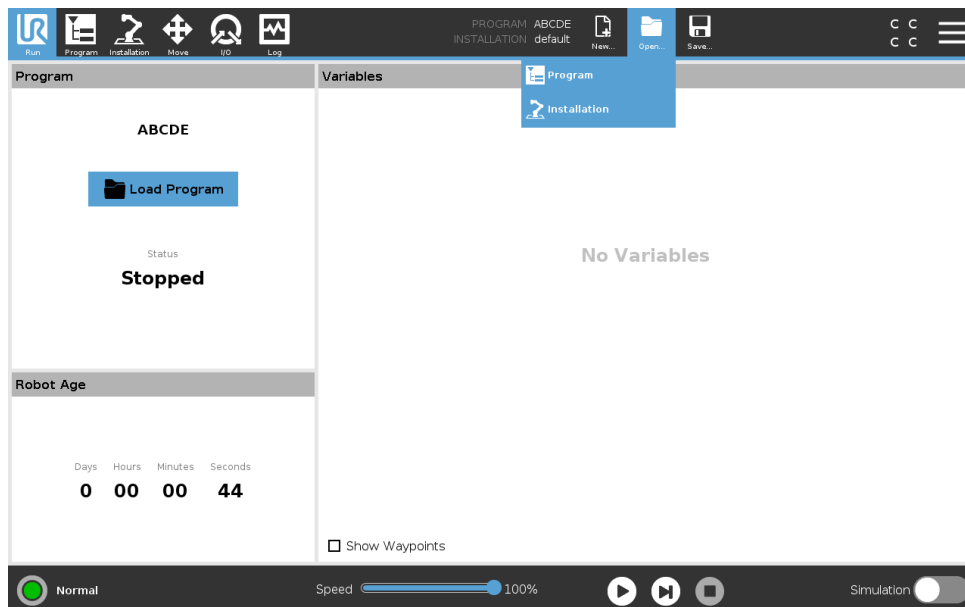 PROGRAM ABCDE
INSTALLATION default
Run Program Installation Move I/O Log New... Open... Save...
C C
C C
Program
Variables
Program
Installation
ABCDE
Load Program
Status
Stopped
No Variables
Robot Age
Days Hours Minutes Seconds
0 00 00 44
Show Waypoints
Normal
Speed 100%
Simulation